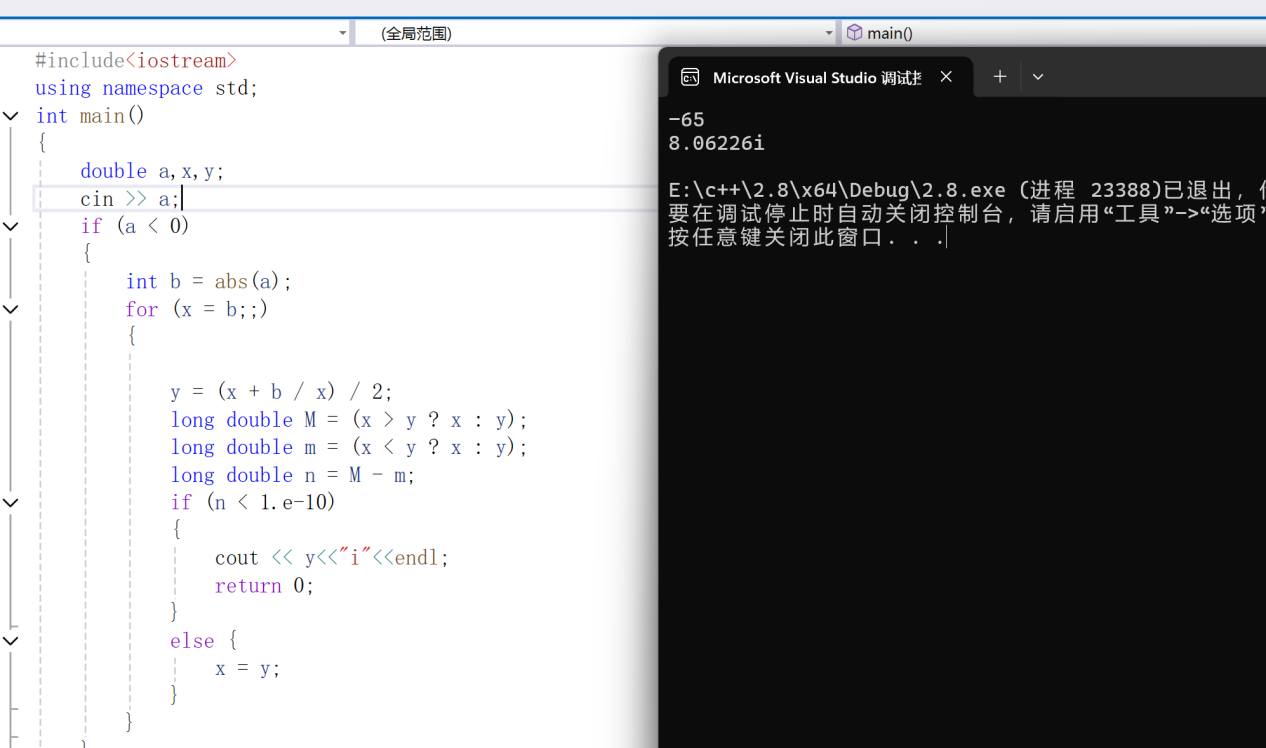 (全局范围)
main()
#include<iostream>
using namespace std;
int main()
{
double a,x,y;
cin >> a;
if (a < 0)
{
int b = abs(a);
for (x = b;;)
{
y = (x + b / x) / 2;
long double M = (x > y ? x : y);
long double m = (x < y ? x : y);
long double n = M - m;
if (n < 1.e-10)
{
cout << y<<"i"<<endl;
return 0;
}
else {
x = y;
}
}
}
Microsoft Visual Studio 调试控
-65
8.06226i
E:\c++\2.8\x64\Debug\2.8.exe (进程 23388)已退出,
要在调试停止时自动关闭控制台，请启用“工具”->“选项”
按任意键关闭此窗口. . .